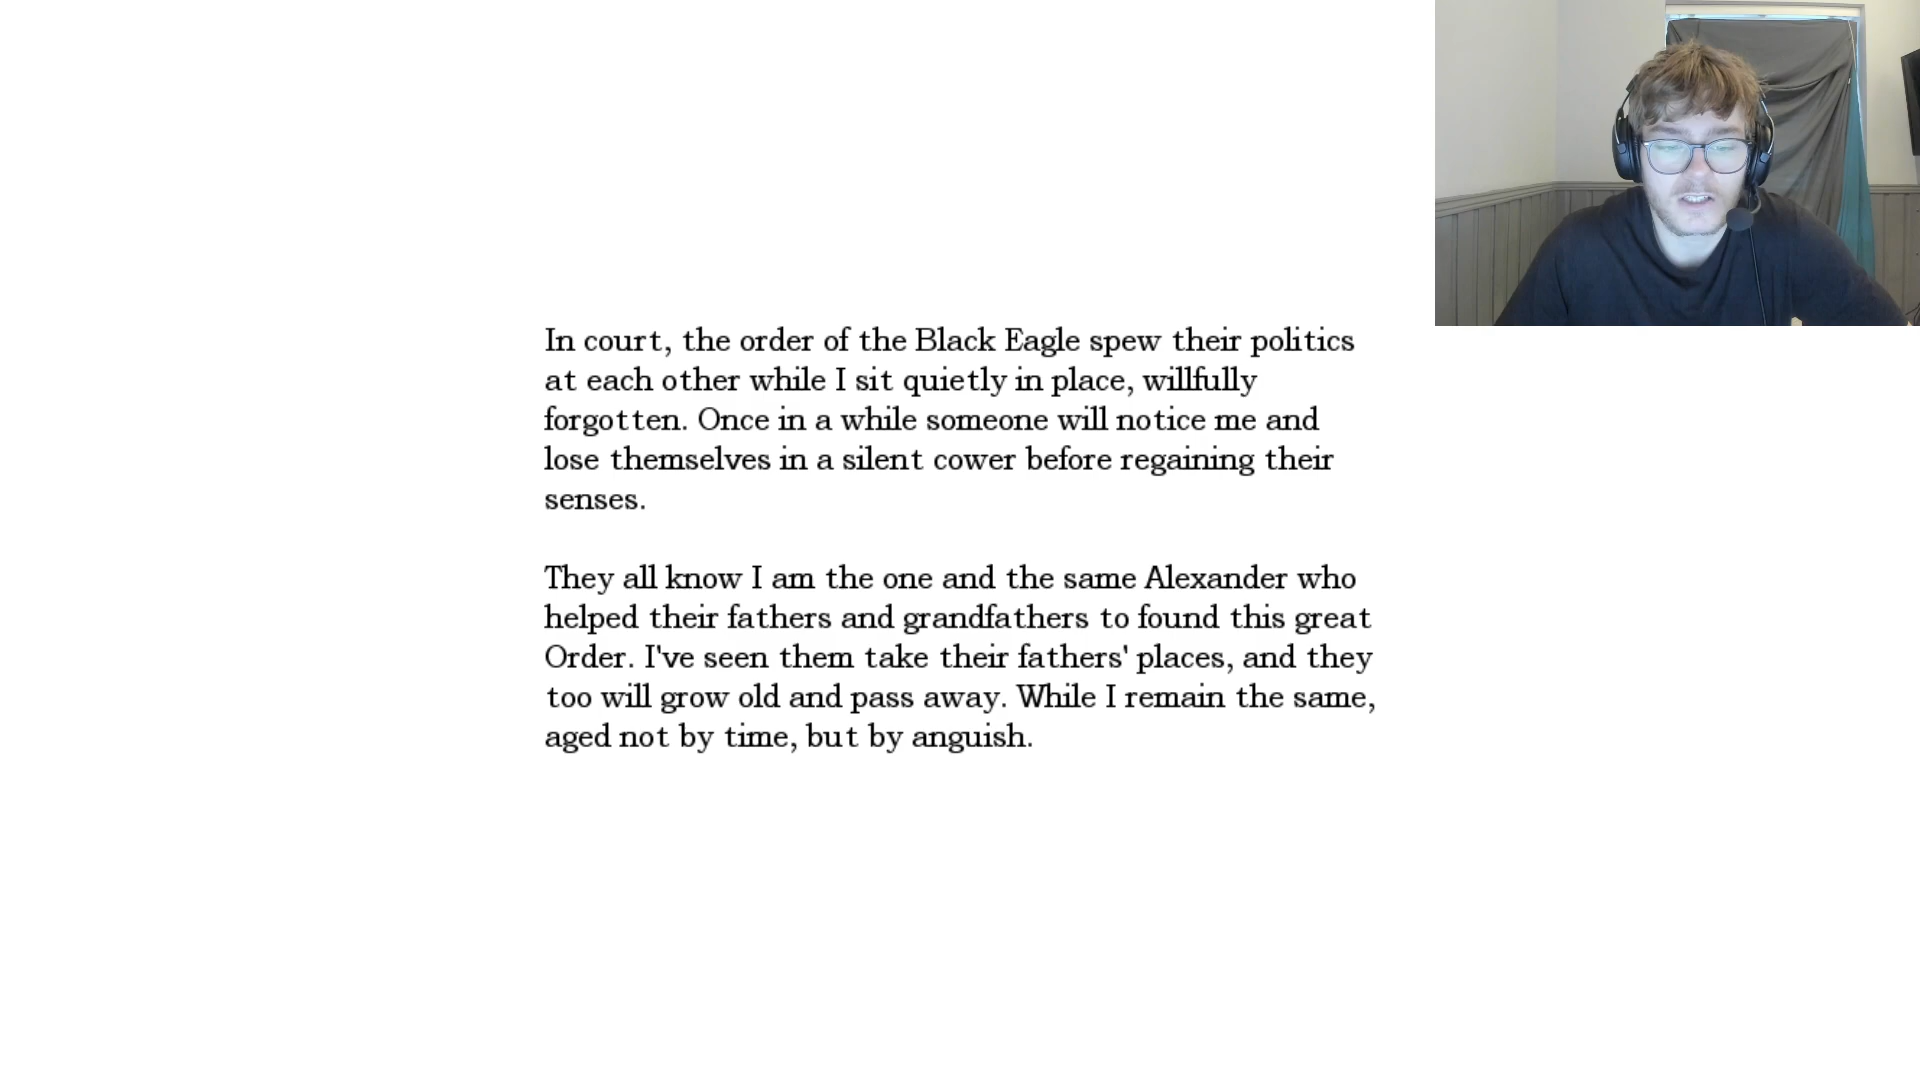 In court, the order of the Black Eagle spew their politics
at each other while I sit quietly in place, willfully
forgotten. Once in a while someone will notice me and
lose themselves in a silent cower before regaining their
senses.
They all know I am the one and the same Alexander who
helped their fathers and grandfathers to found this great
Order. I've seen them take their fathers' places, and they
too will grow old and pass away. While I remain the same,
aged not by time, but by anguish.